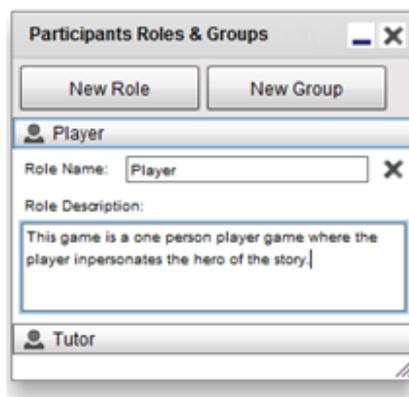 Participants Roles & Groups
New Role New Group
Player
Role Name: Player
Role Description:
This game is a one person player game where the
player inpersonates the hero of the story.
Tutor